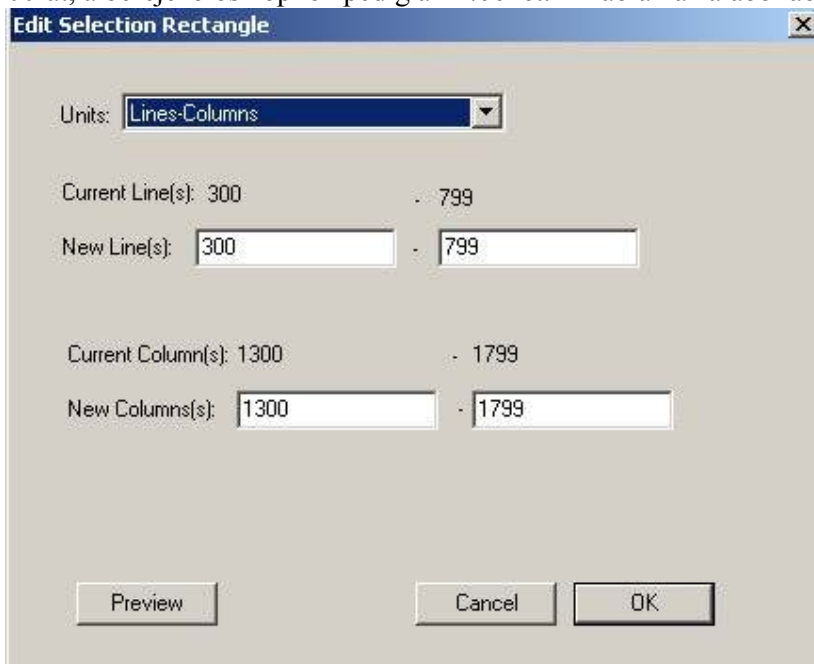 Edit Selection Rectangle
Units: Lines-Columns
Current Line(s): 300 - 799
New Line(s): 300 - 799
Current Column(s): 1300 - 1799
New Columns(s): 1300 - 1799
Preview Cancel OK